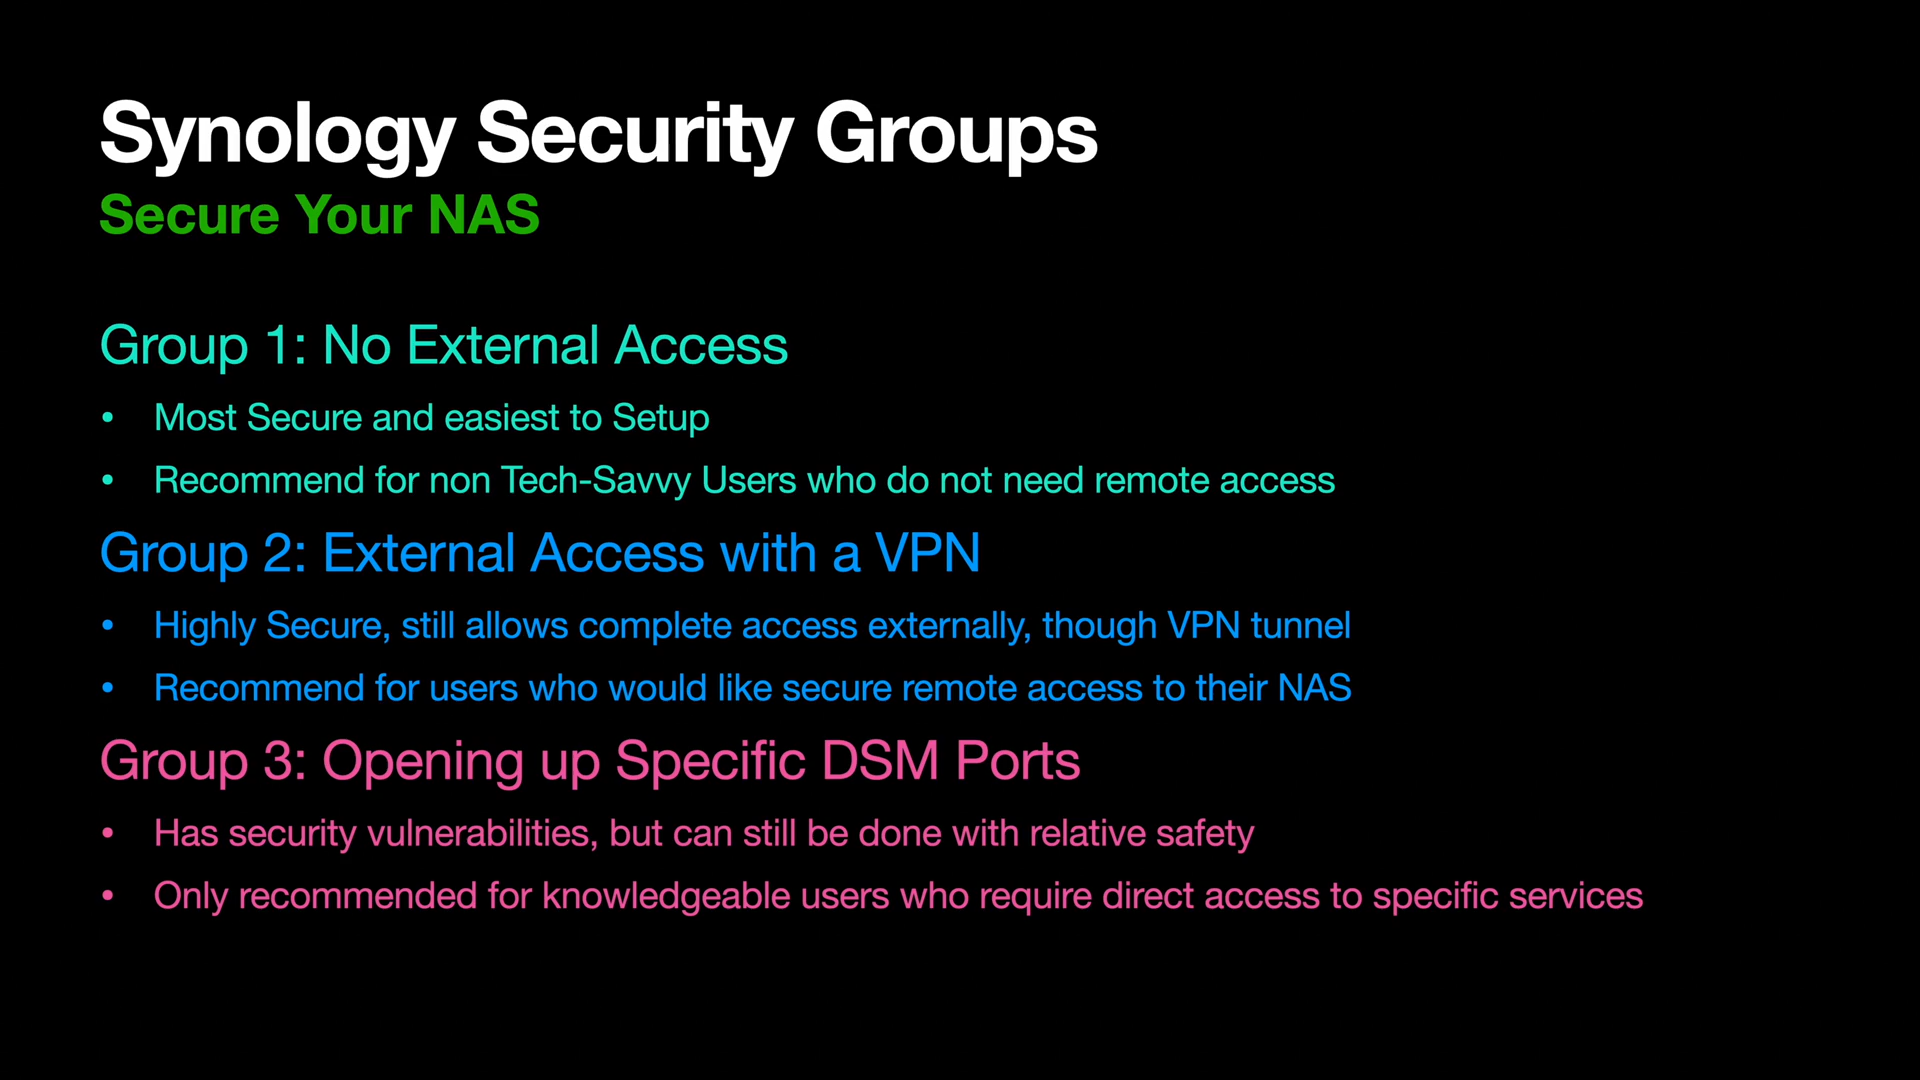 Synology Security Groups
Secure Your NAS
Group 1: No External Access
• Most Secure and easiest to Setup
• Recommend for non Tech-Savvy Users who do not need remote access
Group 2: External Access with a VPN
• Highly Secure, still allows complete access externally, though VPN tunnel
• Recommend for users who would like secure remote access to their NAS
Group 3: Opening up Specific DSM Ports
• Has security vulnerabilities, but can still be done with relative safety
• Only recommended for knowledgeable users who require direct access to specific services